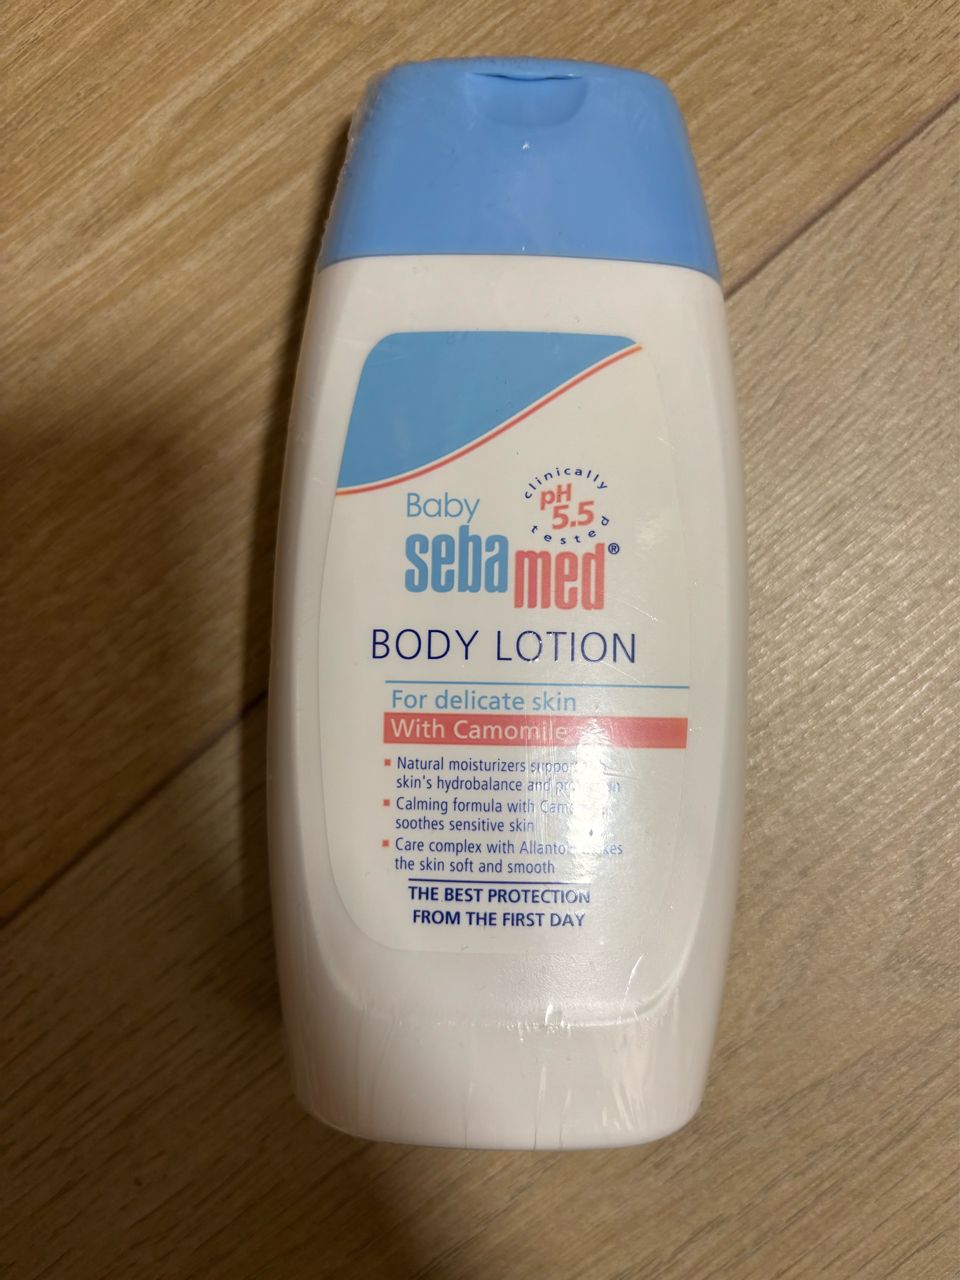 Baby
clinically
pH
5.5
tested
sebamed®
BODY LOTION
For delicate skin
With Camomile
Natural moisturizers support
skin's hydrobalance and
Calming formula with
soothes sensitive skin
Care complex with
the skin soft and smooth
THE BEST PROTECTION
FROM THE FIRST DAY